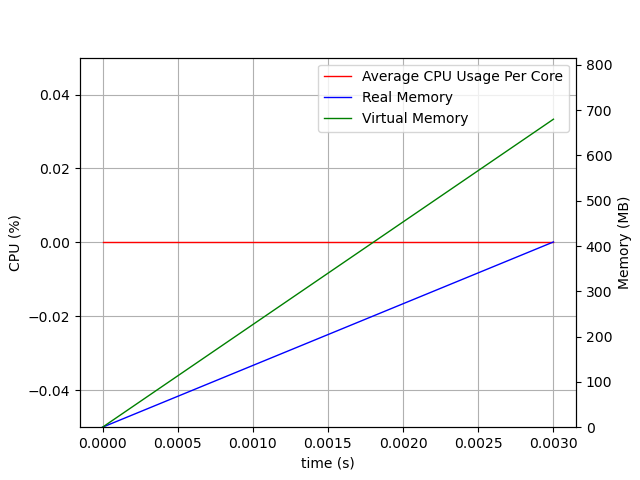 Average CPU Usage Per Core
Real Memory
Virtual Memory
CPU (%)
0.04
0.02
0.00
−0.02
−0.04
Memory (MB)
800
700
600
500
400
300
200
100
0
0.0000 0.0005 0.0010 0.0015 0.0020 0.0025 0.0030
time (s)